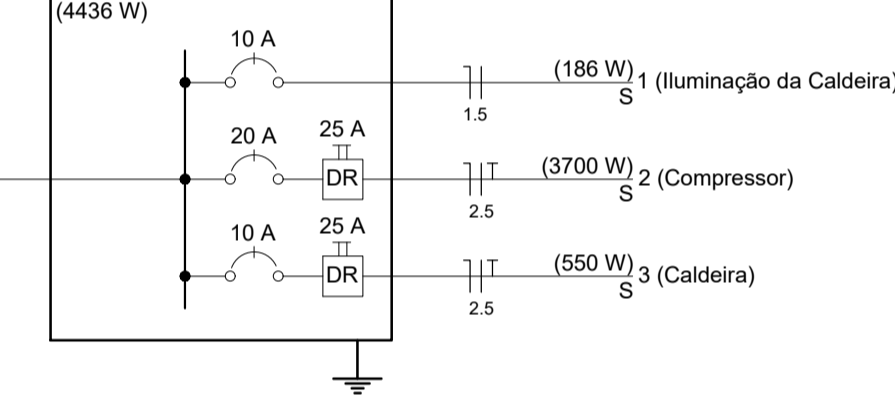 (4436 W)
10 A
(186 W)
1 (Iluminação da Caldeira)
S
1.5
20 A
25 A
DR
T
(3700 W)
2 (Compressor)
S
2.5
10 A
25 A
DR
T
(550 W)
3 (Caldeira)
S
2.5